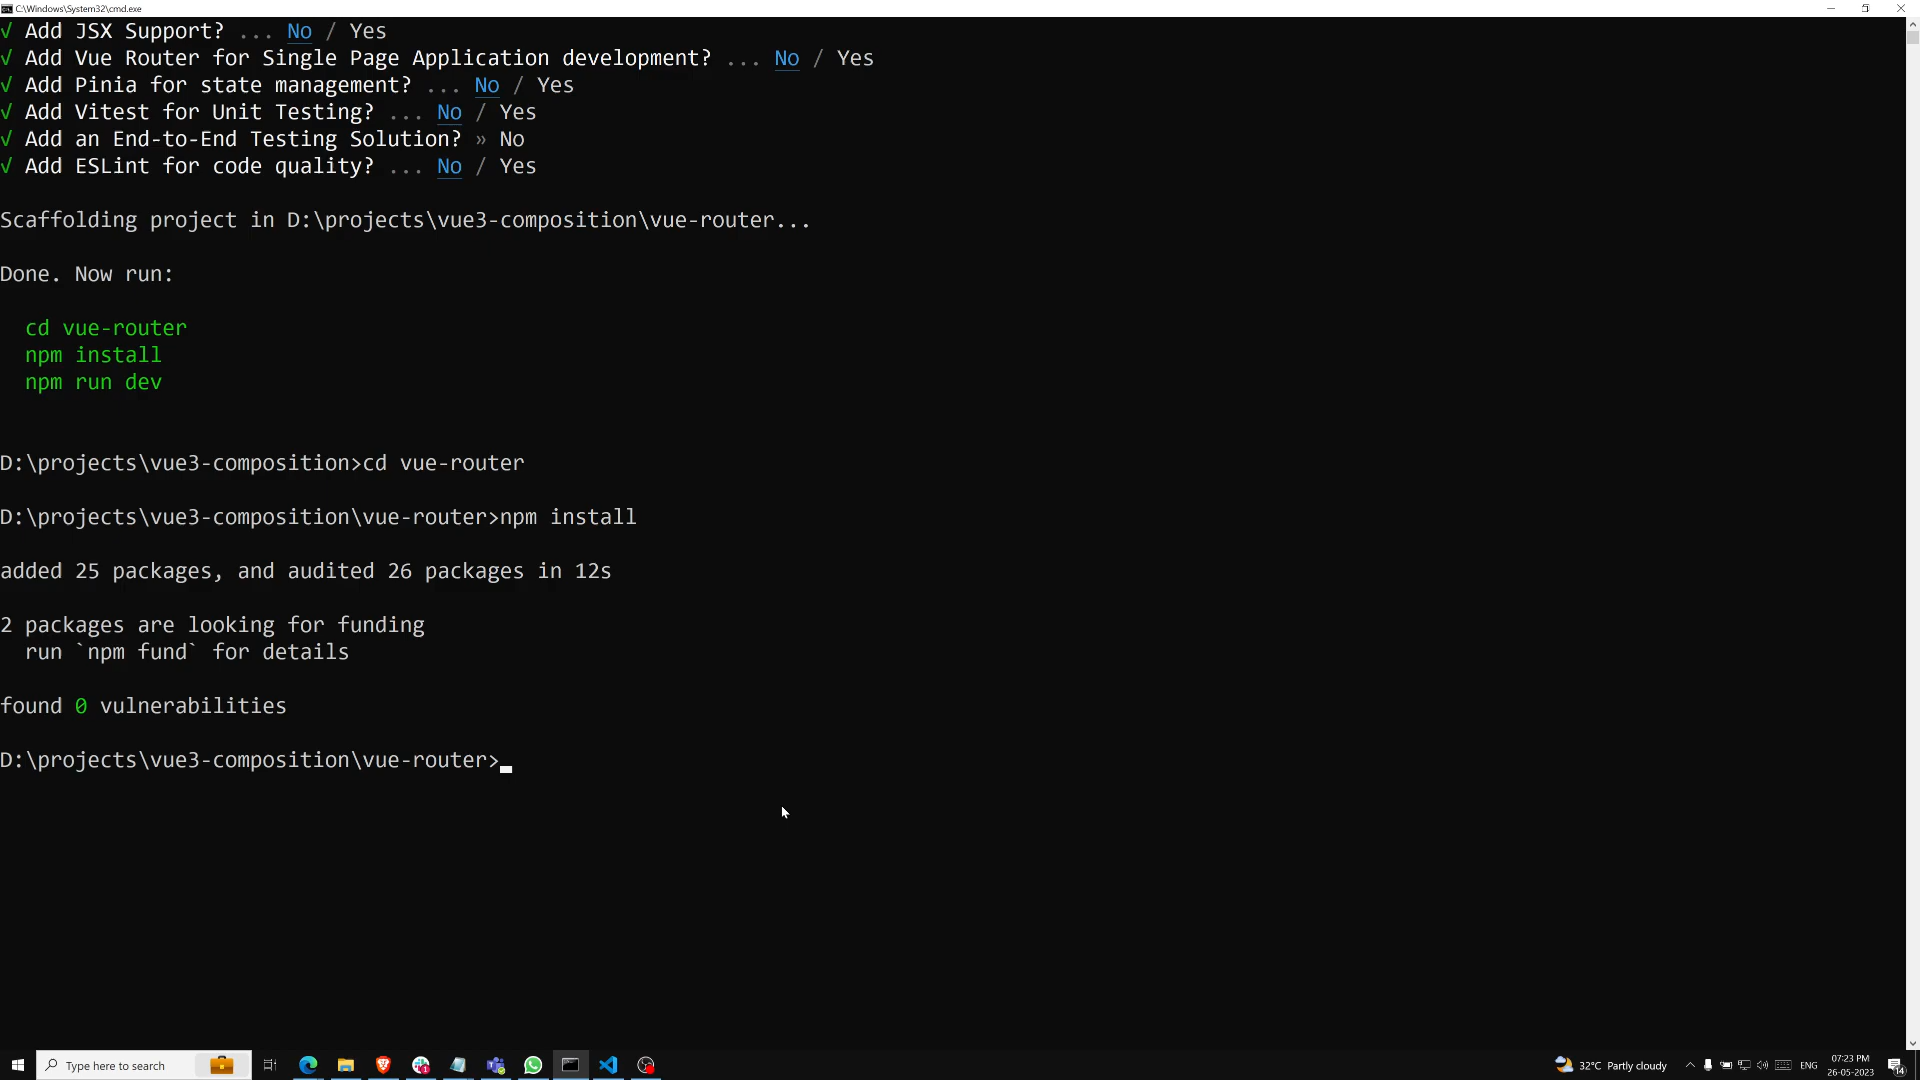 C:\Windows\System32\cmd.exe
√ Add JSX Support? ... No / Yes
√ Add Vue Router for Single Page Application development? ... No / Yes
√ Add Pinia for state management? ... No / Yes
√ Add Vitest for Unit Testing? ... No / Yes
√ Add an End-to-End Testing Solution? » No
√ Add ESLint for code quality? ... No / Yes
Scaffolding project in D:\projects\vue3-composition\vue-router...
Done. Now run:
cd vue-router
npm install
npm run dev
D:\projects\vue3-composition>cd vue-router
D:\projects\vue3-composition\vue-router>npm install
added 25 packages, and audited 26 packages in 12s
2 packages are looking for funding
run `npm fund` for details
found 0 vulnerabilities
D:\projects\vue3-composition\vue-router>
Type here to search
32°C Partly cloudy
ENG
07:23 PM
26-05-2023
14